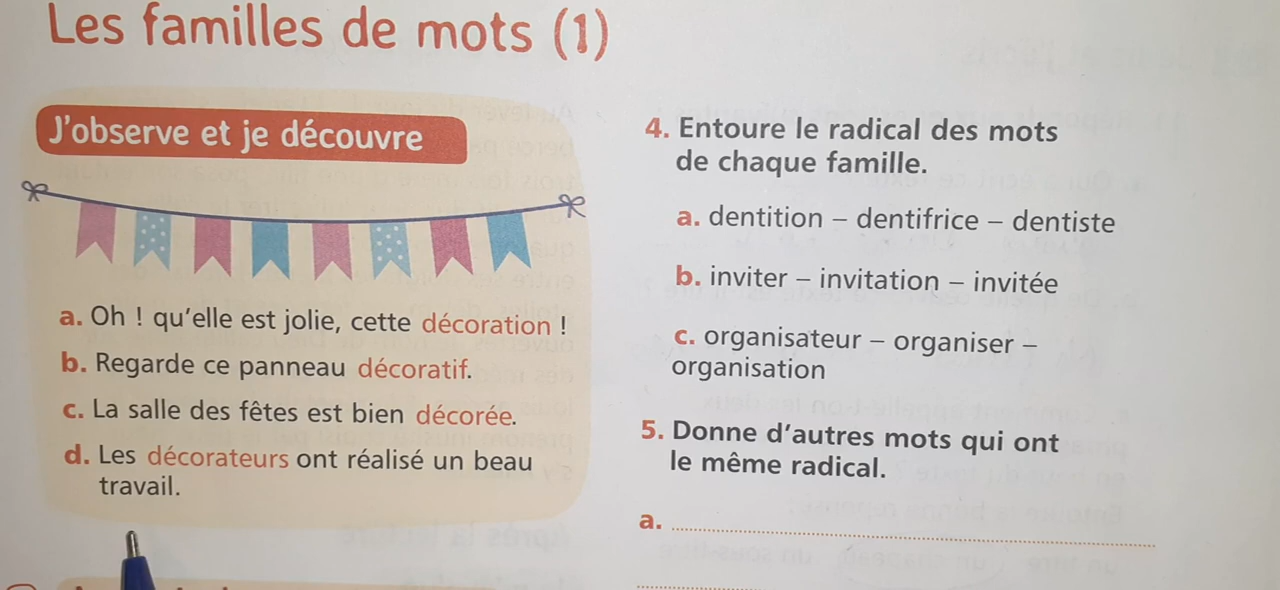 Les familles de mots (1)
J'observe et je découvre
a. Oh ! qu'elle est jolie, cette décoration !
b. Regarde ce panneau décoratif.
c. La salle des fêtes est bien décorée.
d. Les décorateurs ont réalisé un beau
travail.
4. Entoure le radical des mots
de chaque famille.
a. dentition – dentifrice – dentiste
b. inviter – invitation – invitée
c. organisateur – organiser –
organisation
5. Donne d'autres mots qui ont
le même radical.
a.